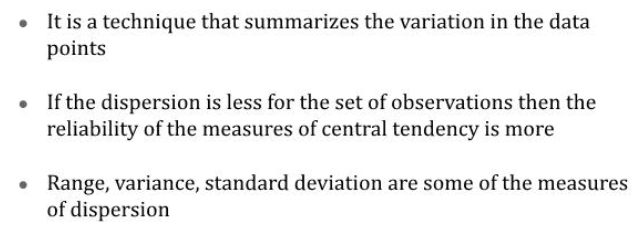 • It is a technique that summarizes the variation in the data
points
• If the dispersion is less for the set of observations then the
reliability of the measures of central tendency is more
• Range, variance, standard deviation are some of the measures
of dispersion